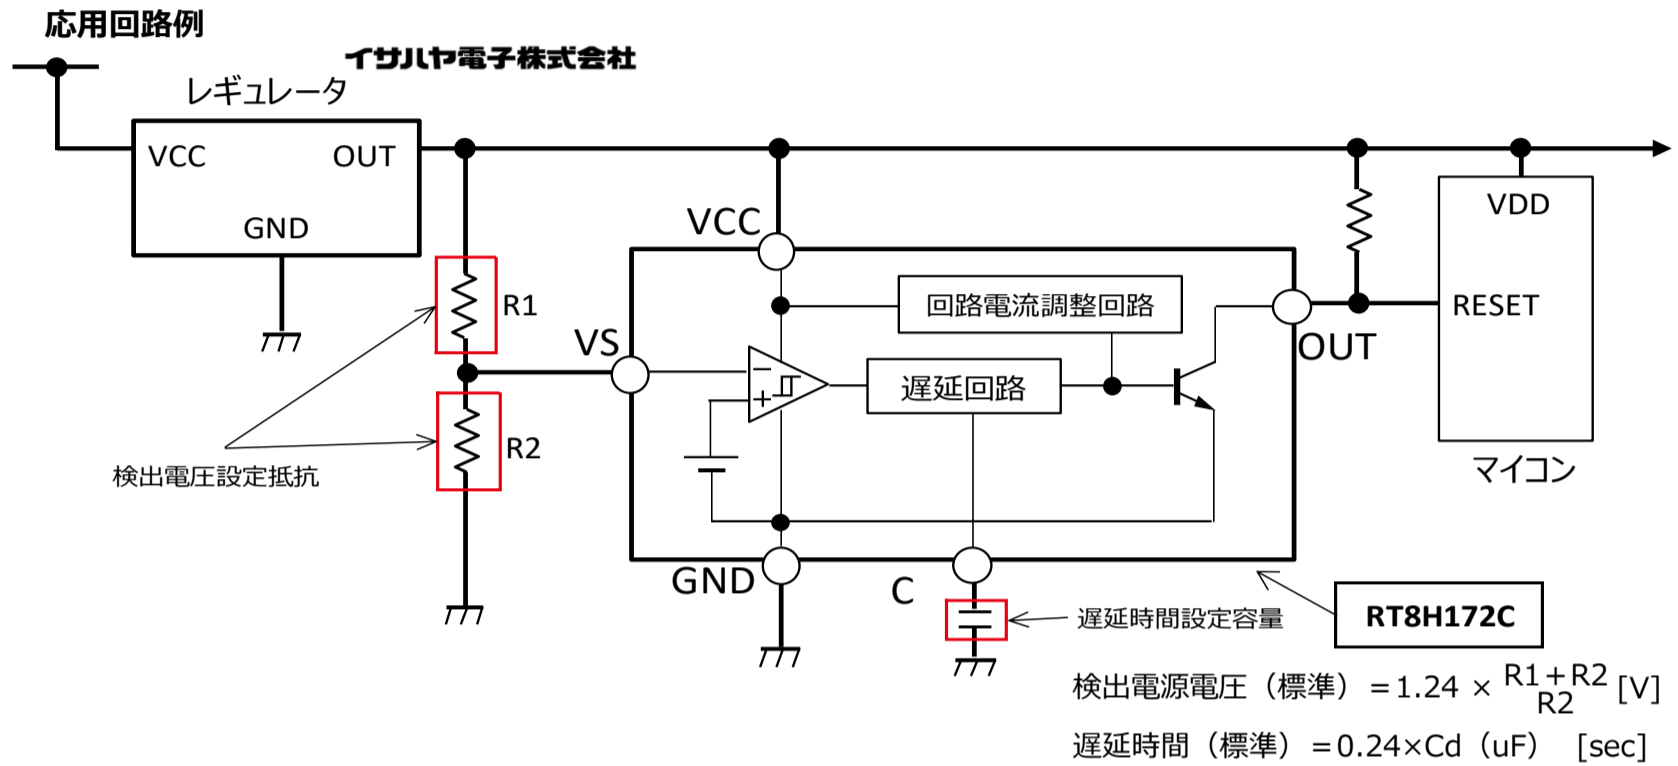 応用回路例
イサハヤ電子株式会社
レギュレータ
VCC
OUT
GND
VCC
VDD
R1
回路電流調整回路
RESET
VS
OUT
−
+
遅延回路
R2
検出電圧設定抵抗
マイコン
GND
C
遅延時間設定容量
RT8H172C
検出電源電圧（標準）＝1.24 × R1+R2 [V]
R2
遅延時間（標準）＝0.24×Cd（uF） [sec]